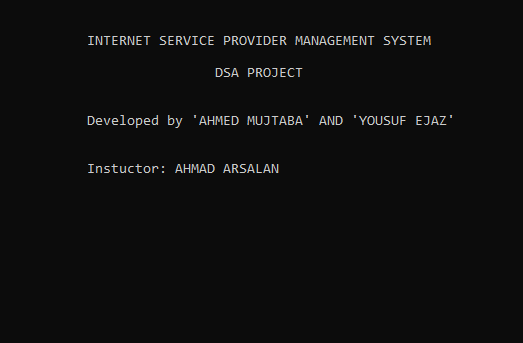 INTERNET SERVICE PROVIDER MANAGEMENT SYSTEM
DSA PROJECT
Developed by 'AHMED MUJTABA' AND 'YOUSUF EJAZ'
Instuctor: AHMAD ARSALAN